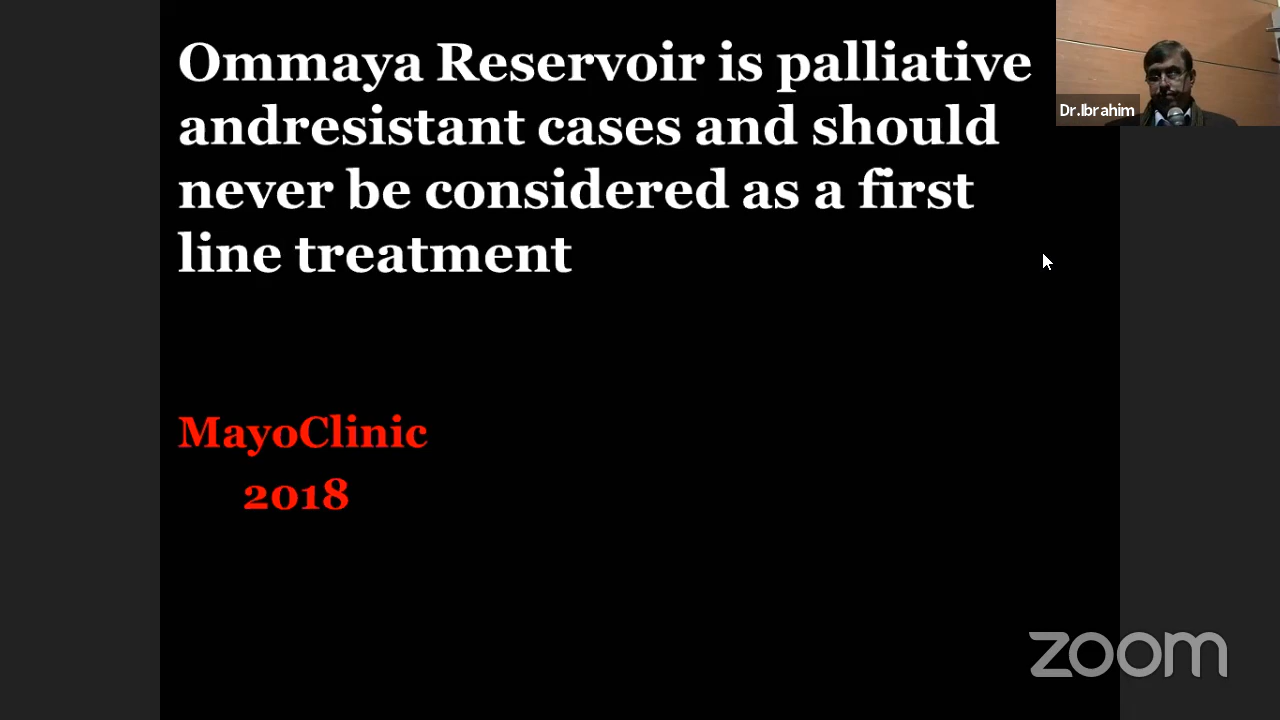 Ommaya Reservoir is palliative
andresistant cases and should
never be considered as a first
line treatment
Dr.Ibrahim
MayoClinic
2018
zoom